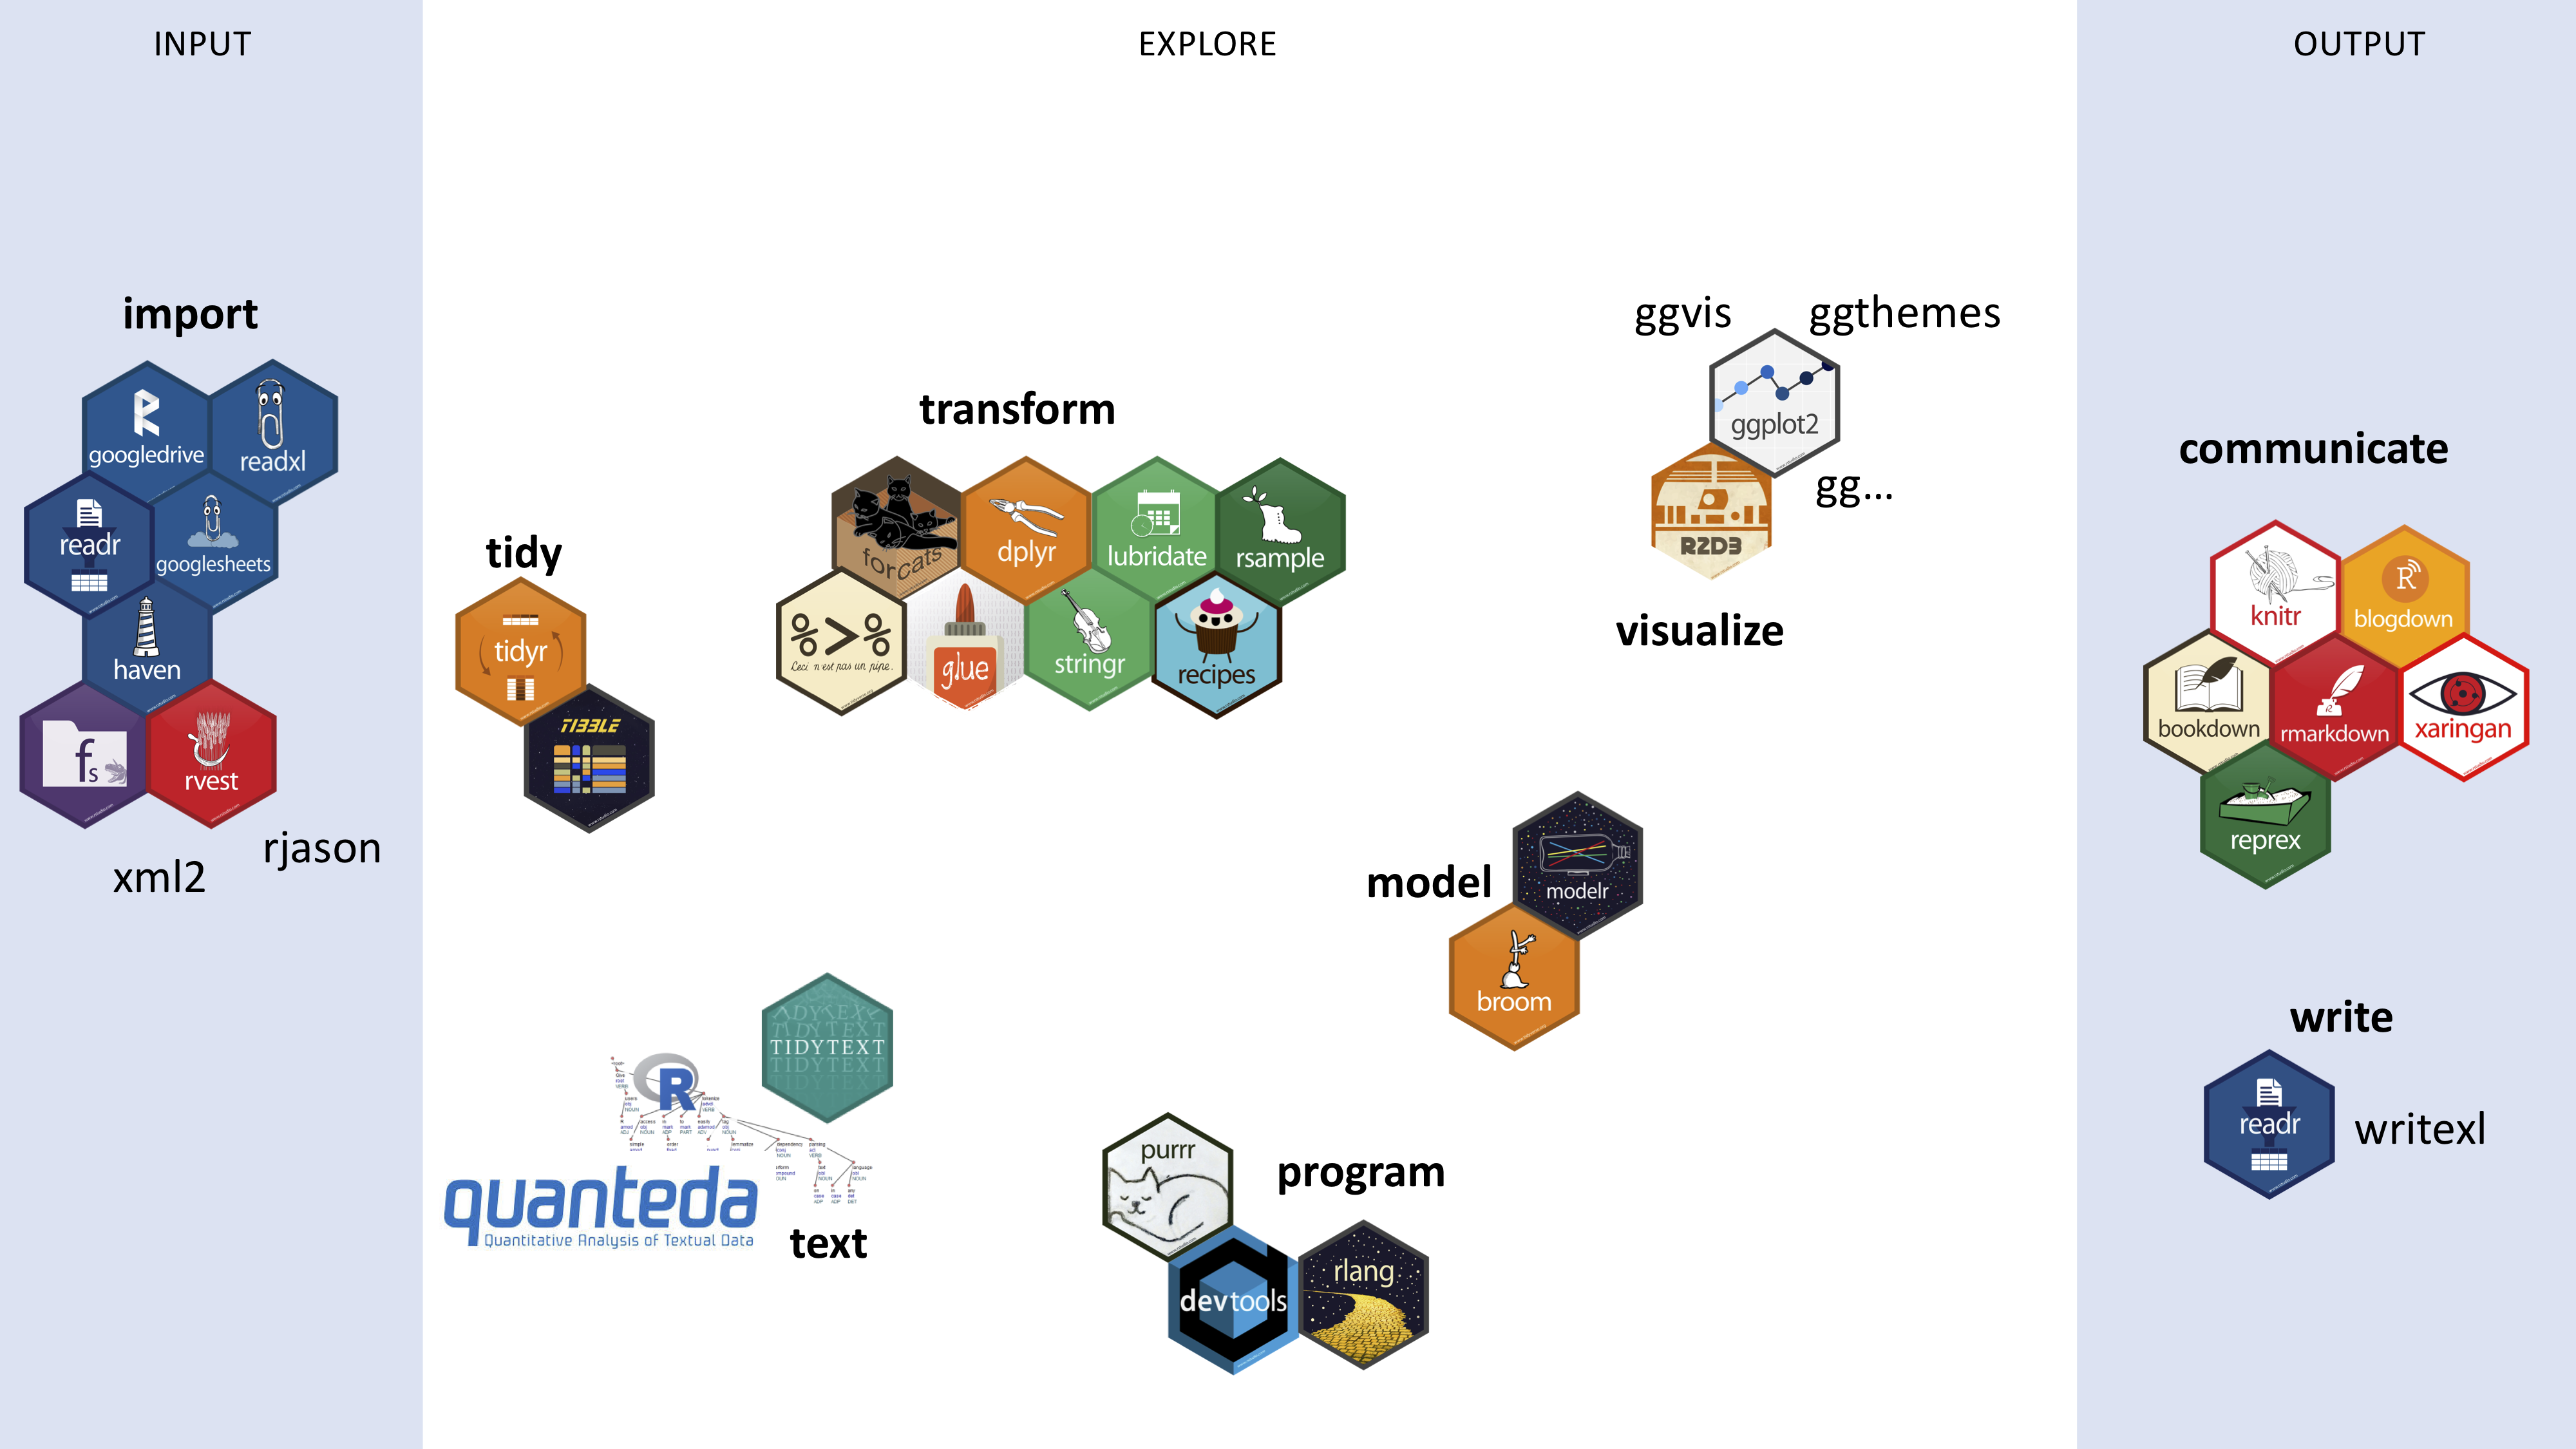 INPUT
EXPLORE
OUTPUT
import
googledrive
readxl
readr
googlesheets
haven
fs
rvest
rjason
xml2
tidy
tidyr
TIBBLE
transform
forcats
dplyr
lubridate
rsample
%>%
Ceci n'est pas un pipe.
glue
stringr
recipes
ggvis
ggthemes
ggplot2
gg...
R2D3
visualize
model
modelr
broom
TIDYTEXT
TIDYTEXT
TIDYTEXT
R
quanteda
Quantitative Analysis of Textual Data
text
purrr
program
devtools
rlang
communicate
knitr
blogdown
bookdown
rmarkdown
xaringan
reprex
write
readr
writexl